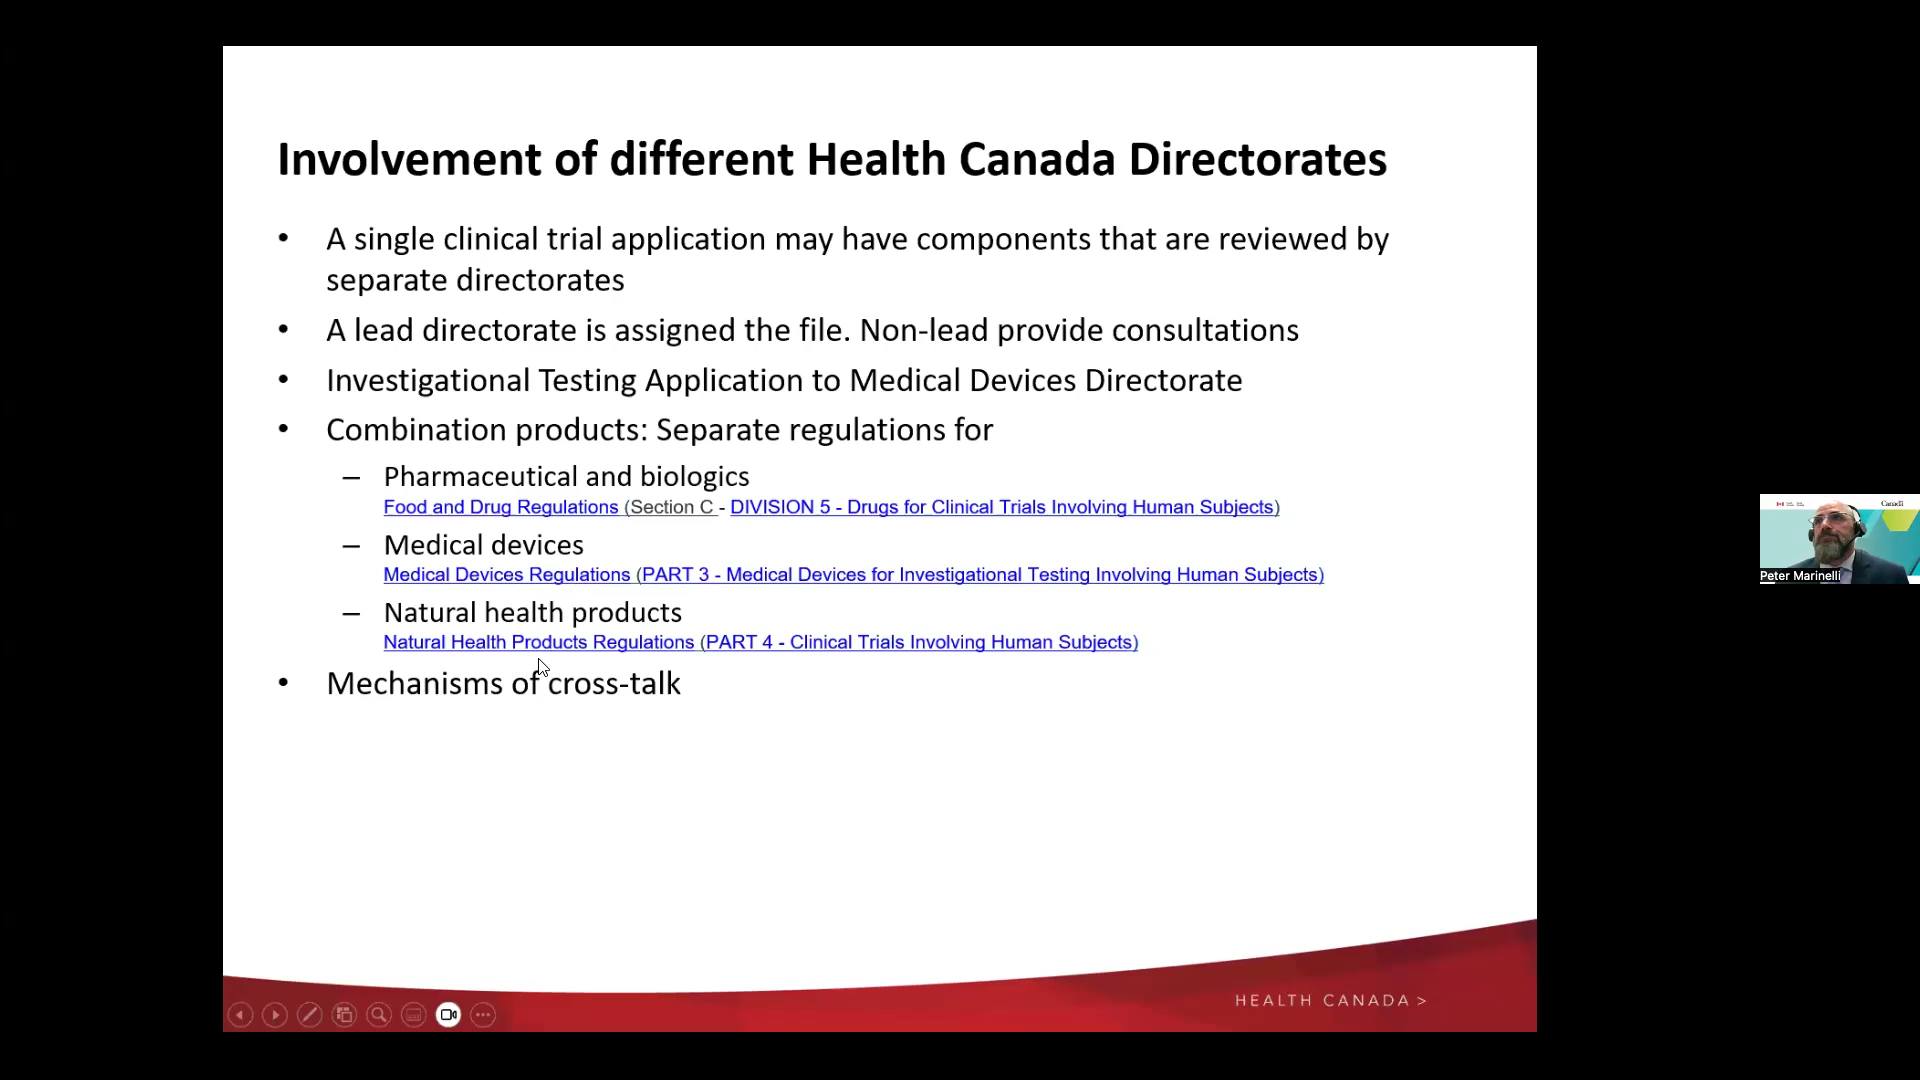 Involvement of different Health Canada Directorates
• A single clinical trial application may have components that are reviewed by
separate directorates
• A lead directorate is assigned the file. Non-lead provide consultations
• Investigational Testing Application to Medical Devices Directorate
• Combination products: Separate regulations for
– Pharmaceutical and biologics
Food and Drug Regulations (Section C - DIVISION 5 - Drugs for Clinical Trials Involving Human Subjects)
– Medical devices
Medical Devices Regulations (PART 3 - Medical Devices for Investigational Testing Involving Human Subjects)
– Natural health products
Natural Health Products Regulations (PART 4 - Clinical Trials Involving Human Subjects)
• Mechanisms of cross-talk
HEALTH CANADA >
Canada
Peter Marinelli